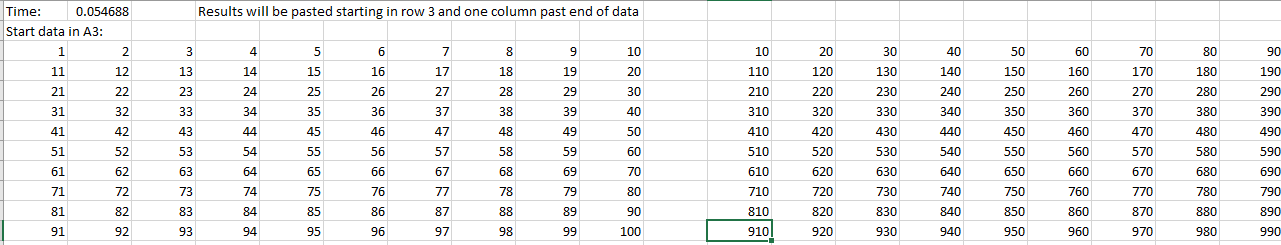 Time: 0.054688 Results will be pasted starting in row 3 and one column past end of data
Start data in A3:
1 2 3 4 5 6 7 8 9 10 10 20 30 40 50 60 70 80 90
11 12 13 14 15 16 17 18 19 20 110 120 130 140 150 160 170 180 190
21 22 23 24 25 26 27 28 29 30 210 220 230 240 250 260 270 280 290
31 32 33 34 35 36 37 38 39 40 310 320 330 340 350 360 370 380 390
41 42 43 44 45 46 47 48 49 50 410 420 430 440 450 460 470 480 490
51 52 53 54 55 56 57 58 59 60 510 520 530 540 550 560 570 580 590
61 62 63 64 65 66 67 68 69 70 610 620 630 640 650 660 670 680 690
71 72 73 74 75 76 77 78 79 80 710 720 730 740 750 760 770 780 790
81 82 83 84 85 86 87 88 89 90 810 820 830 840 850 860 870 880 890
91 92 93 94 95 96 97 98 99 100 910 920 930 940 950 960 970 980 990